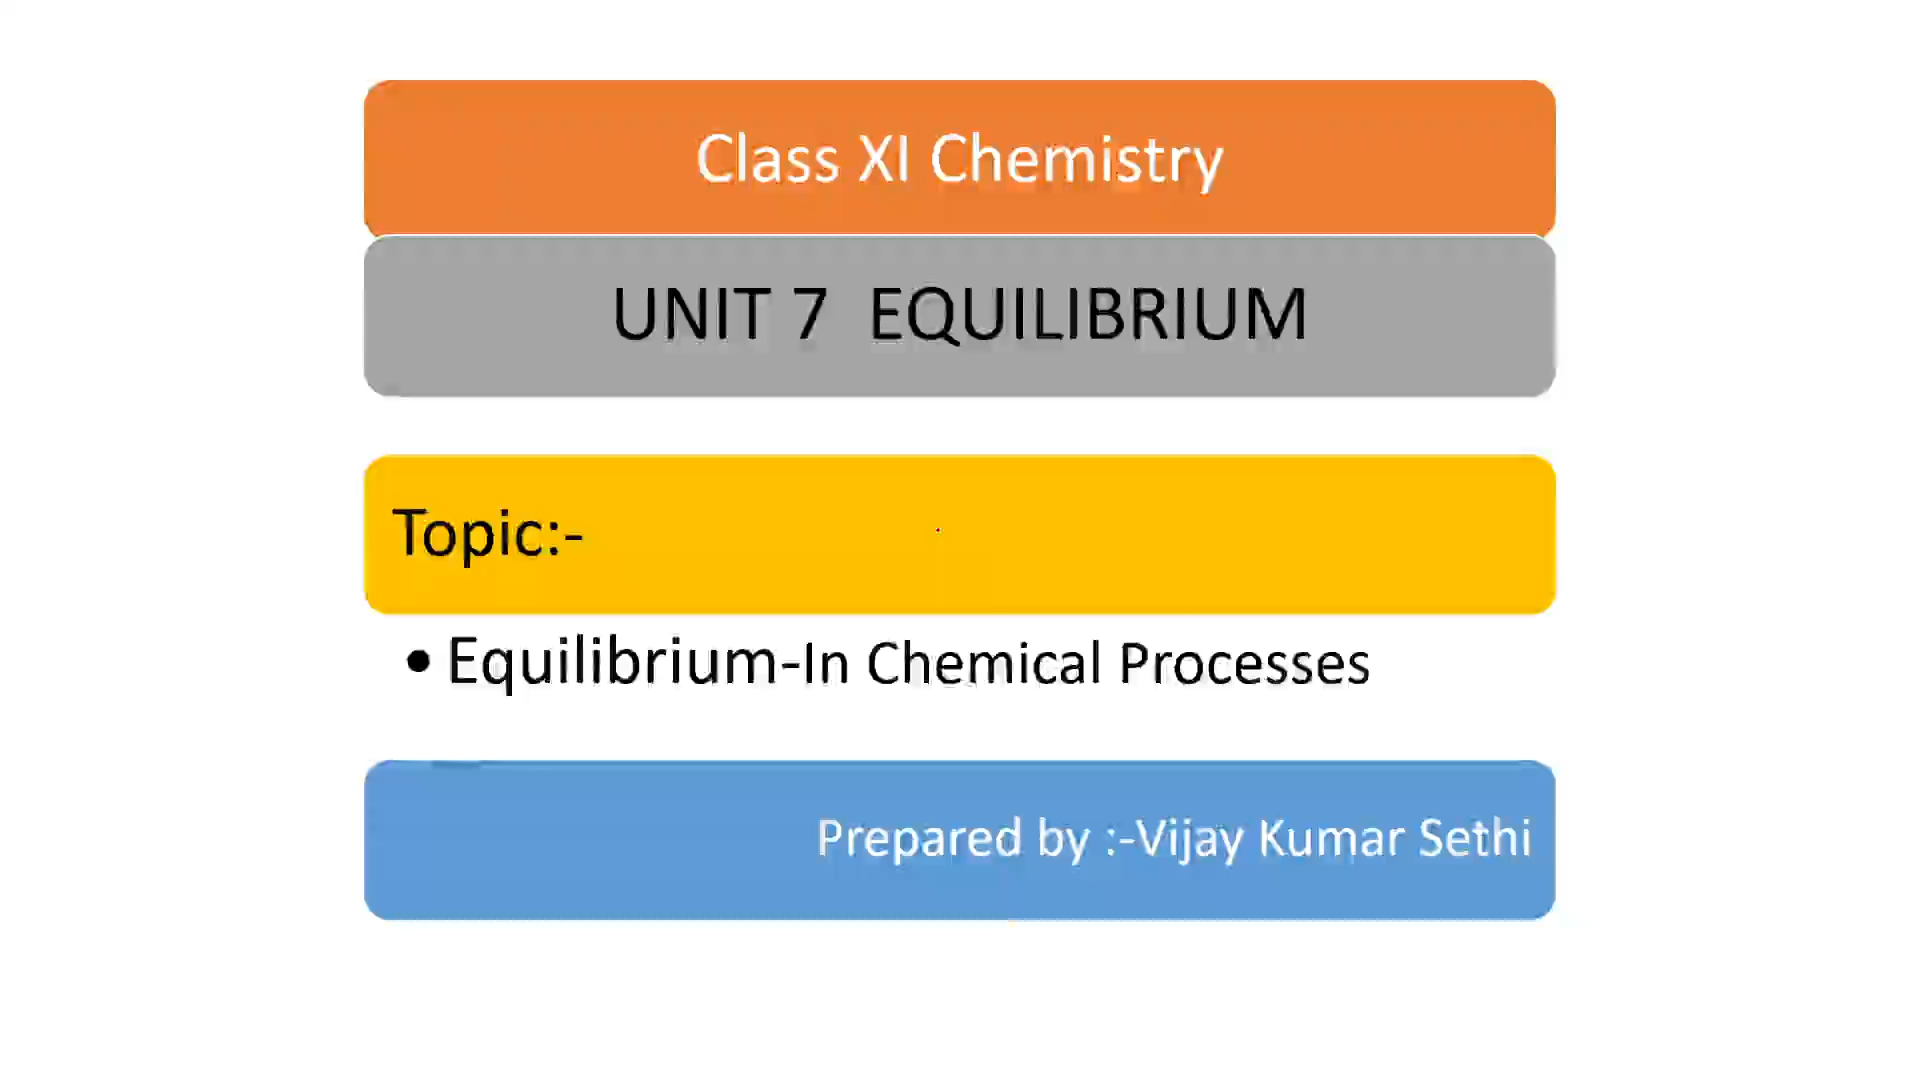 Class XI Chemistry
UNIT 7  EQUILIBRIUM
Topic:-
• Equilibrium-In Chemical Processes
Prepared by :-Vijay Kumar Sethi